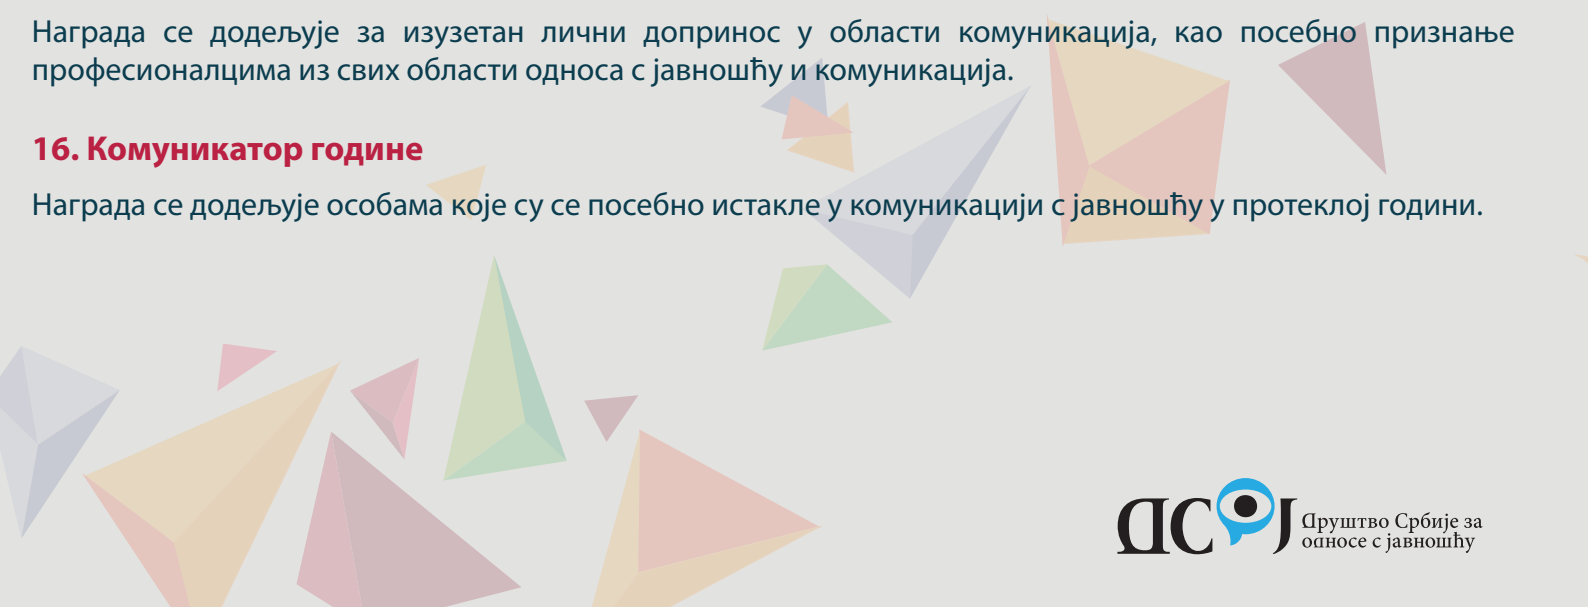 Награда се додељује за изузетан лични допринос у области комуникација, као посебно признање
професионалцима из свих области односа с јавношћу и комуникација.
16. Комуникатор године
Награда се додељује особама које су се посебно истакле у комуникацији с јавношћу у протеклој години.
ДСОЈ
Друштво Србије за
односе с јавношћу